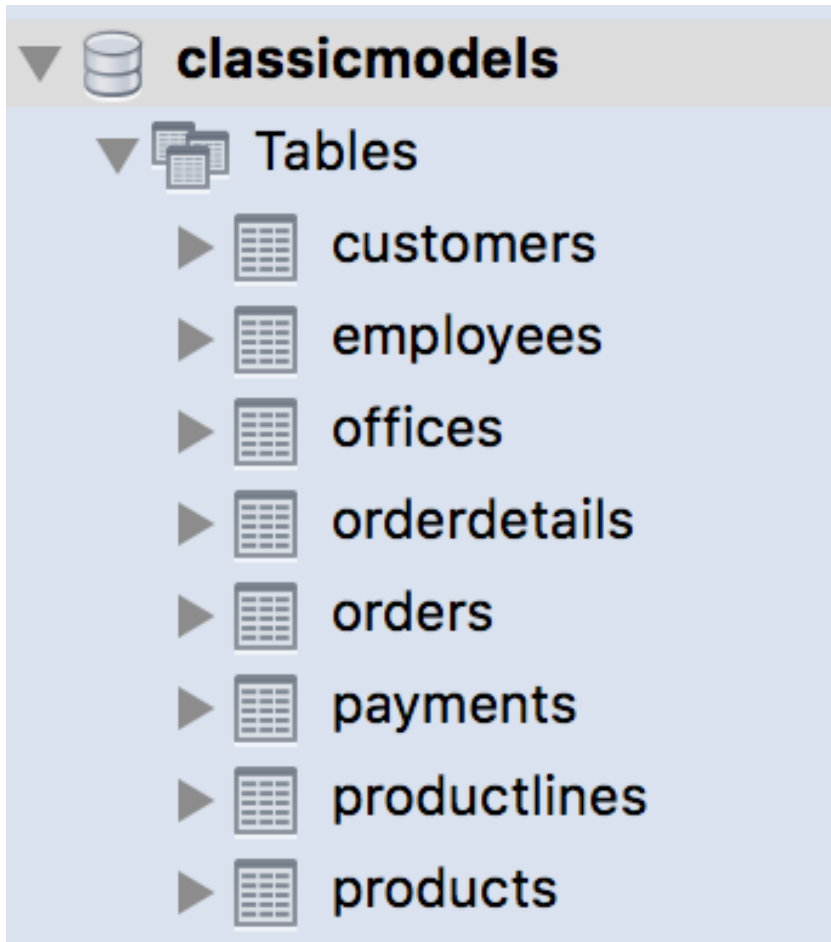 classicmodels
Tables
customers
employees
offices
orderdetails
orders
payments
productlines
products